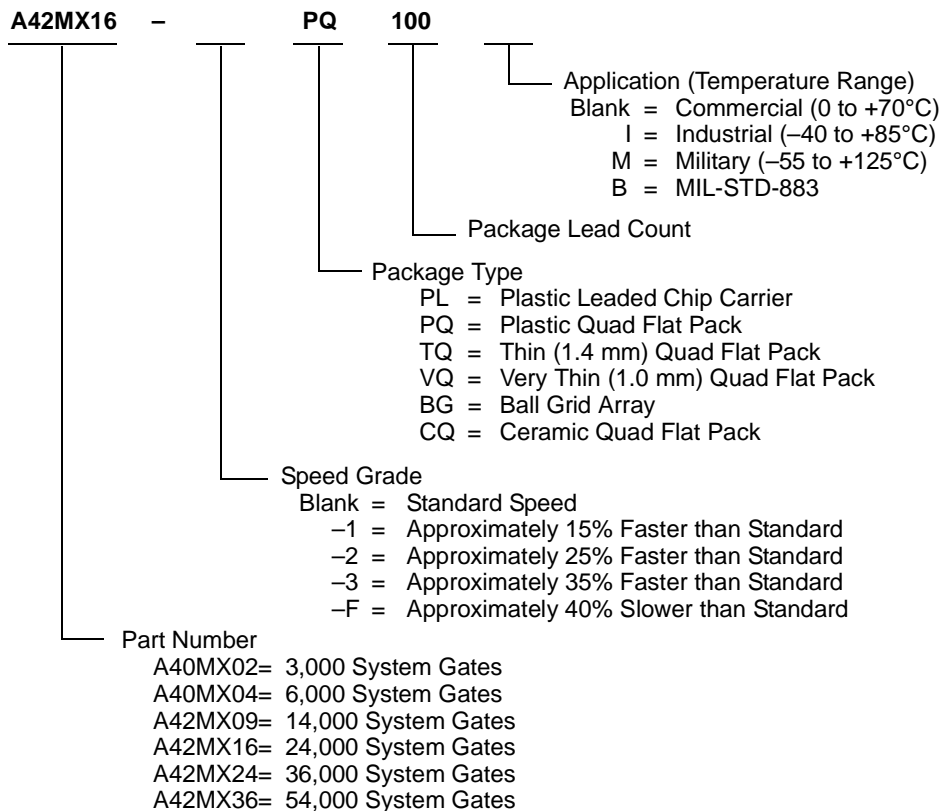 A42MX16 – PQ 100
Application (Temperature Range)
Blank = Commercial (0 to +70°C)
I = Industrial (–40 to +85°C)
M = Military (–55 to +125°C)
B = MIL-STD-883
Package Lead Count
Package Type
PL = Plastic Leaded Chip Carrier
PQ = Plastic Quad Flat Pack
TQ = Thin (1.4 mm) Quad Flat Pack
VQ = Very Thin (1.0 mm) Quad Flat Pack
BG = Ball Grid Array
CQ = Ceramic Quad Flat Pack
Speed Grade
Blank = Standard Speed
–1 = Approximately 15% Faster than Standard
–2 = Approximately 25% Faster than Standard
–3 = Approximately 35% Faster than Standard
–F = Approximately 40% Slower than Standard
Part Number
A40MX02= 3,000 System Gates
A40MX04= 6,000 System Gates
A42MX09= 14,000 System Gates
A42MX16= 24,000 System Gates
A42MX24= 36,000 System Gates
A42MX36= 54,000 System Gates